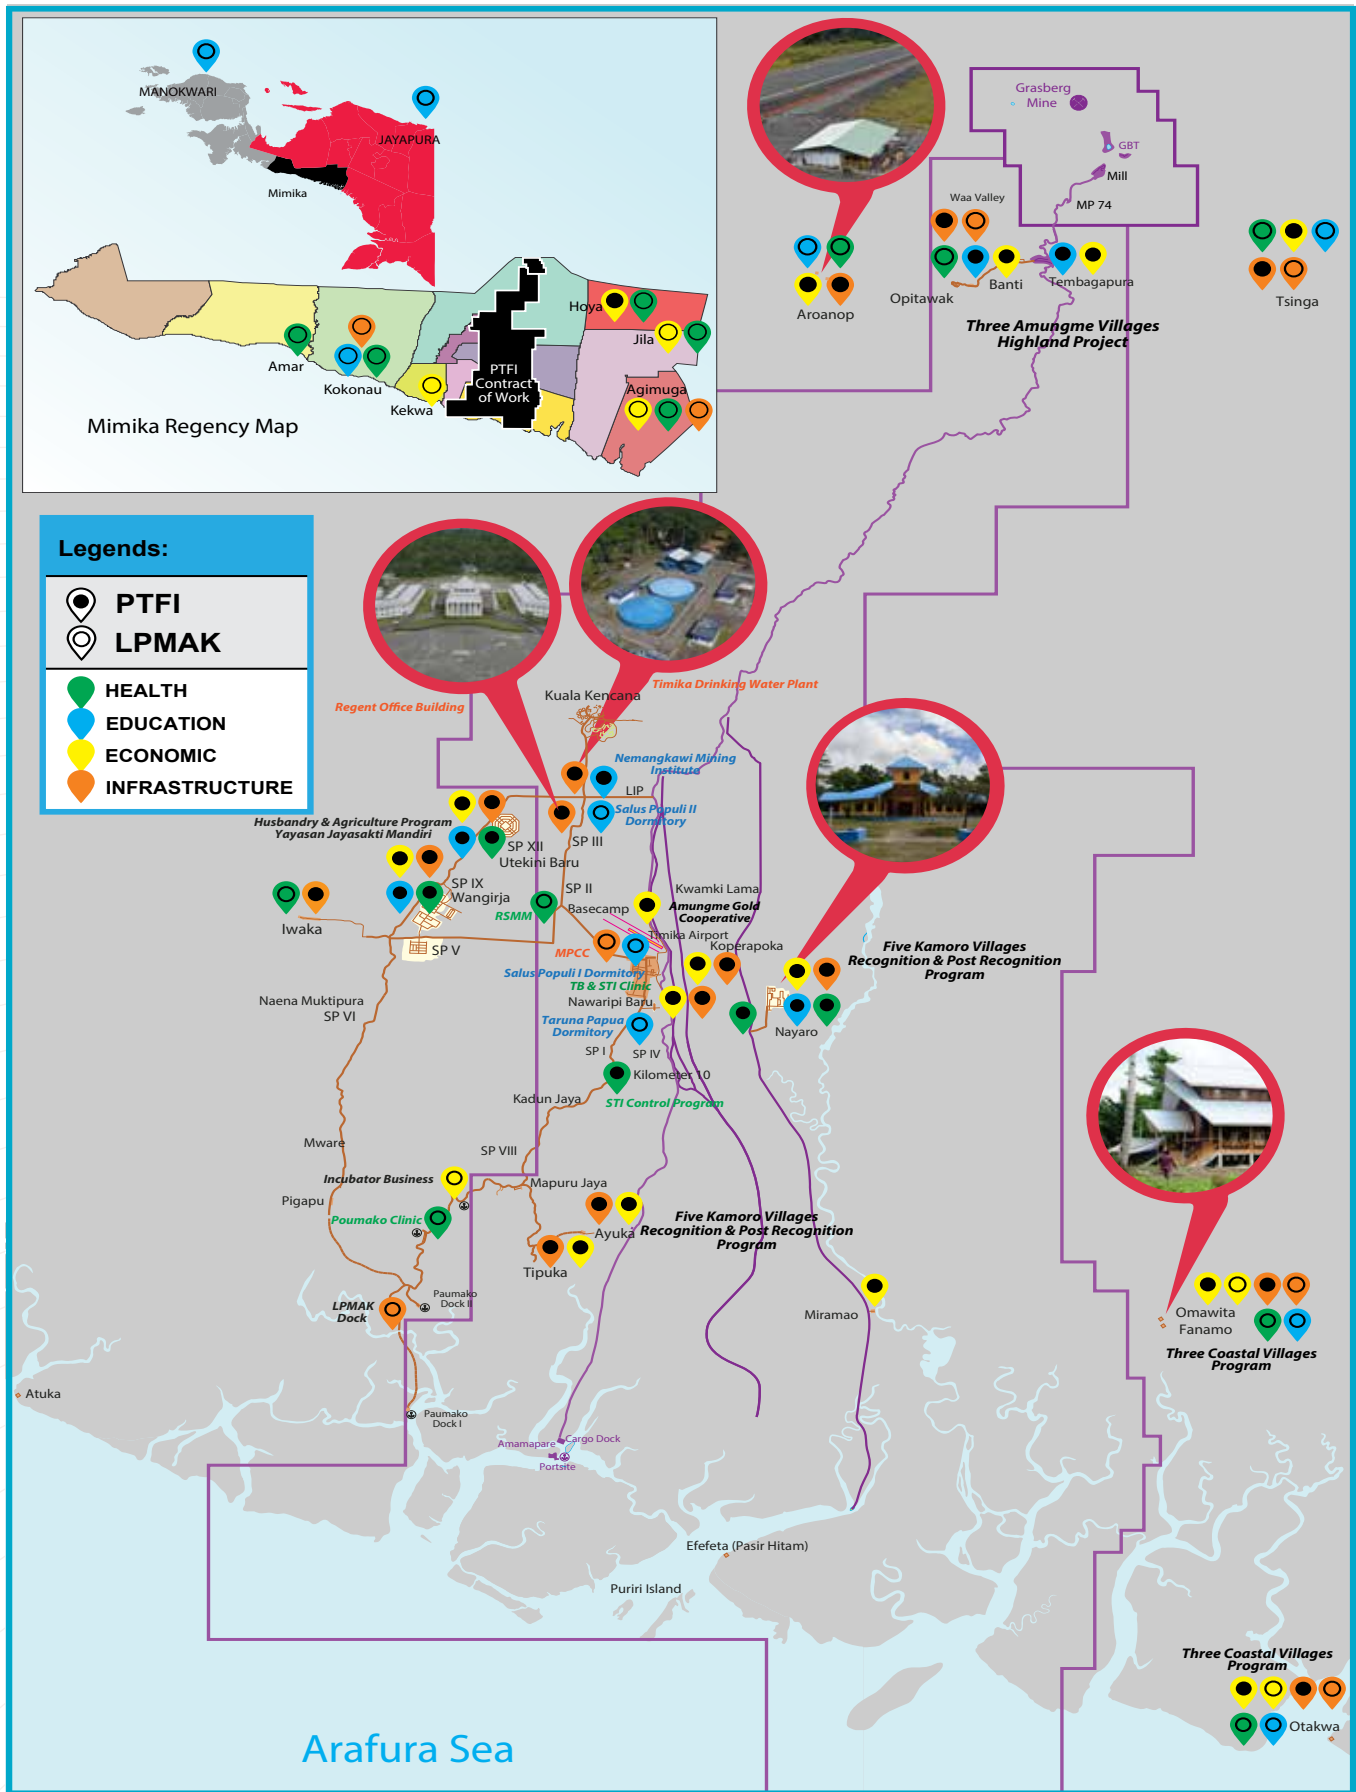 MANOKWARI
JAYAPURA
Mimika
Hoya
Jila
Amar
Kokonau
Kekwa
PTFI
Contract
of Work
Agimuga
Mimika Regency Map
Grasberg
Mine
GBT
Mill
MP 74
Waa Valley
Opitawak
Banti
Tembagapura
Aroanop
Tsinga
Three Amungme Villages
Highland Project
Legends:
PTFI
LPMAK
HEALTH
EDUCATION
ECONOMIC
INFRASTRUCTURE
Regent Office Building
Timika Drinking Water Plant
Kuala Kencana
Nemangkawi Mining
Institute
LIP
Salus Populi II
Dormitory
SP III
Husbandry & Agriculture Program
Yayasan Jayasakti Mandiri
SP XII
Utekini Baru
SP IX
Wangirja
SP II
RSMM
Basecamp
Kwamki Lama
Amungme Gold
Cooperative
Iwaka
SP V
Timika Airport
MPCC
Koperapoka
Salus Populi I Dormitory
TB & STI Clinic
Five Kamoro Villages
Recognition & Post Recognition
Program
Naena Muktipura
SP VI
Nawaripi Baru
Taruna Papua
Dormitory
Nayaro
SP I
SP IV
Kilometer 10
STI Control Program
Kadun Jaya
Mware
SP VIII
Incubator Business
Mapuru Jaya
Pigapu
Poumako Clinic
Ayuka
Five Kamoro Villages
Recognition & Post Recognition
Program
Tipuka
Paumako
Dock II
LPMAK
Dock
Miramao
Omawita
Fanamo
Three Coastal Villages
Program
Atuka
Paumako
Dock I
Amamapare
Cargo Dock
Portsite
Efefeta (Pasir Hitam)
Puriri Island
Three Coastal Villages
Program
Otakwa
Arafura Sea